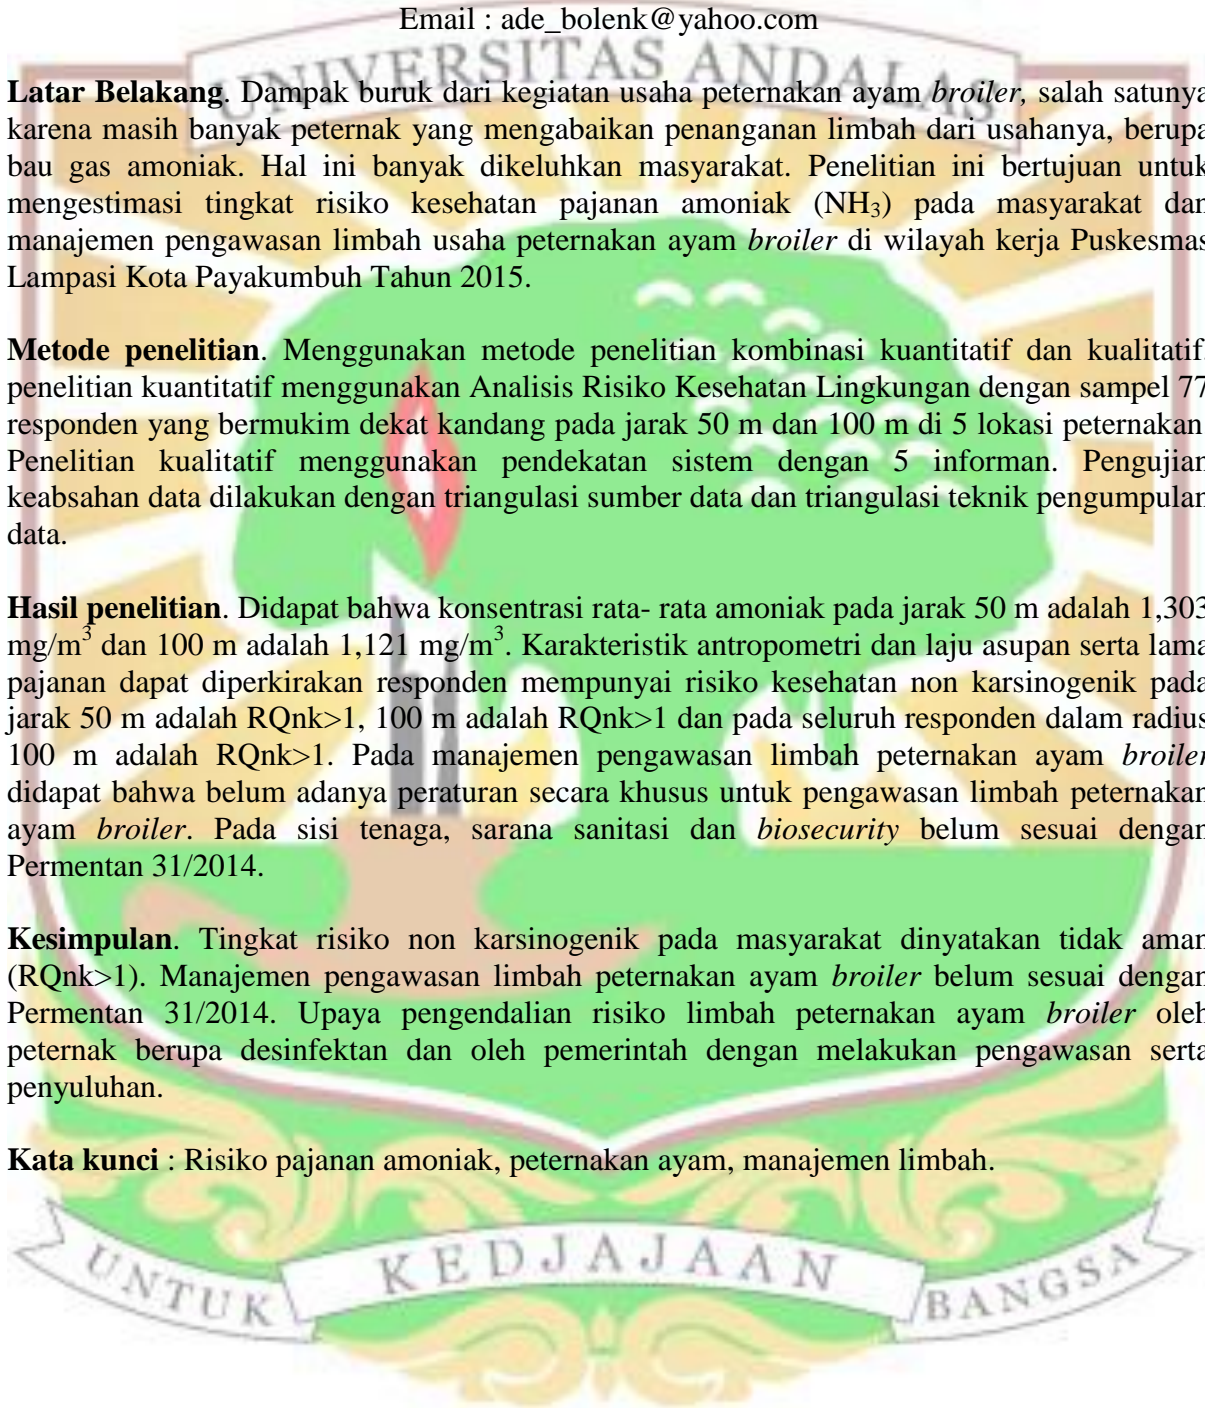 Email : ade_bolenk@yahoo.com
UNIVERSITAS ANDALAS
Latar Belakang. Dampak buruk dari kegiatan usaha peternakan ayam broiler, salah satunya
karena masih banyak peternak yang mengabaikan penanganan limbah dari usahanya, berupa
bau gas amoniak. Hal ini banyak dikeluhkan masyarakat. Penelitian ini bertujuan untuk
mengestimasi tingkat risiko kesehatan pajanan amoniak (NH₃) pada masyarakat dan
manajemen pengawasan limbah usaha peternakan ayam broiler di wilayah kerja Puskesmas
Lampasi Kota Payakumbuh Tahun 2015.
Metode penelitian. Menggunakan metode penelitian kombinasi kuantitatif dan kualitatif.
penelitian kuantitatif menggunakan Analisis Risiko Kesehatan Lingkungan dengan sampel 77
responden yang bermukim dekat kandang pada jarak 50 m dan 100 m di 5 lokasi peternakan
Penelitian kualitatif menggunakan pendekatan sistem dengan 5 informan. Pengujian
keabsahan data dilakukan dengan triangulasi sumber data dan triangulasi teknik pengumpulan
data.
Hasil penelitian. Didapat bahwa konsentrasi rata- rata amoniak pada jarak 50 m adalah 1,303
mg/m³ dan 100 m adalah 1,121 mg/m³. Karakteristik antropometri dan laju asupan serta lama
pajanan dapat diperkirakan responden mempunyai risiko kesehatan non karsinogenik pada
jarak 50 m adalah RQnk>1, 100 m adalah RQnk>1 dan pada seluruh responden dalam radius
100 m adalah RQnk>1. Pada manajemen pengawasan limbah peternakan ayam broiler
didapat bahwa belum adanya peraturan secara khusus untuk pengawasan limbah peternakan
ayam broiler. Pada sisi tenaga, sarana sanitasi dan biosecurity belum sesuai dengan
Permentan 31/2014.
Kesimpulan. Tingkat risiko non karsinogenik pada masyarakat dinyatakan tidak aman
(RQnk>1). Manajemen pengawasan limbah peternakan ayam broiler belum sesuai dengan
Permentan 31/2014. Upaya pengendalian risiko limbah peternakan ayam broiler oleh
peternak berupa desinfektan dan oleh pemerintah dengan melakukan pengawasan serta
penyuluhan.
Kata kunci : Risiko pajanan amoniak, peternakan ayam, manajemen limbah.
UNTUK KEDJAJAAN BANGSA